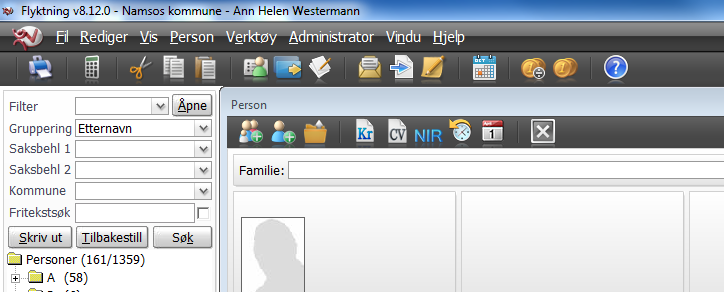 Flyktning v8.12.0 - Namsos kommune - Ann Helen Westermann
Fil Rediger Vis Person Verktøy Administrator Vindu Hjelp
Filter Åpne
Gruppering Etternavn
Saksbehl 1
Saksbehl 2
Kommune
Fritekstsøk
Skriv ut Tilbakestill Søk
Personer (161/1359)
A (58)
Person
Kr CV NIR 1
Familie: